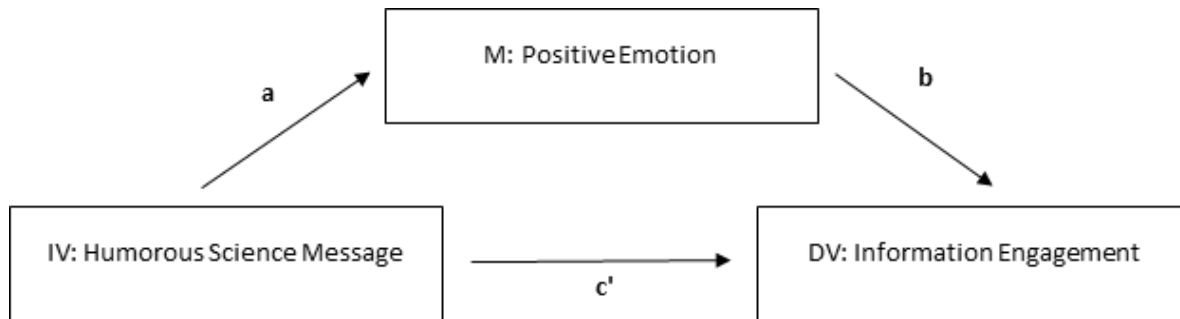 M: Positive Emotion
a
b
IV: Humorous Science Message
DV: Information Engagement
c'